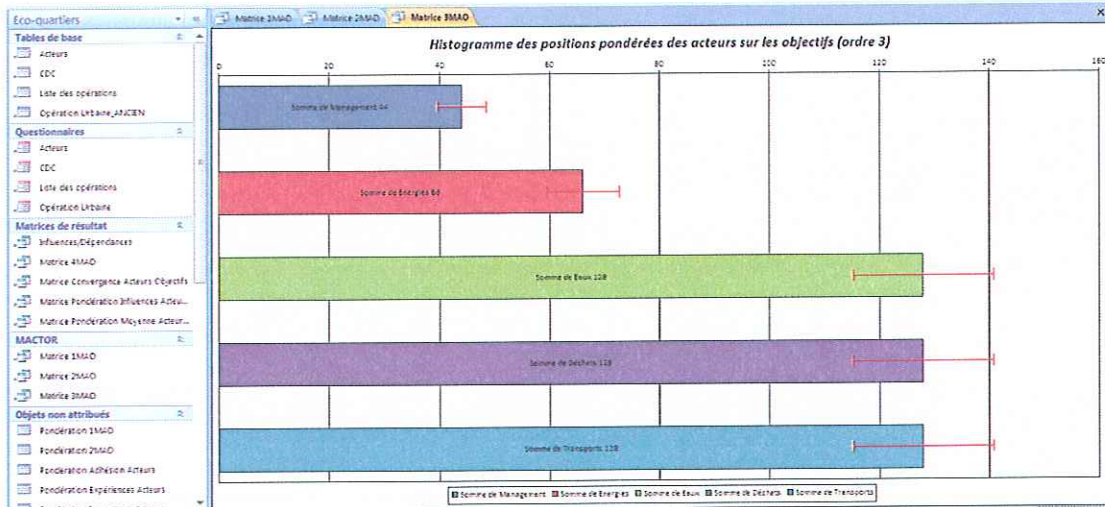 Eco-quartiers
Tables de base
Acteurs
CDC
Liste des opérations
Opération Urbaine_ANCIEN
Questionnaires
Acteurs
CDC
Liste des opérations
Opération Urbaine
Matrices de résultat
Influences/Dépendances
Matrice 4MAO
Matrice Convergence Acteurs Objectifs
Matrice Pondération Influences Acteu...
Matrice Pondération Moyenne Acteur...
MACTOR
Matrice 1MAO
Matrice 2MAO
Matrice 3MAO
Objets non attribués
Pondération 1MAO
Pondération 2MAO
Pondération Adhésion Acteurs
Pondération Expériences Acteurs
Matrice 1MAO Matrice 2MAO Matrice 3MAO
Histogramme des positions pondérées des acteurs sur les objectifs (ordre 3)
0 20 40 60 80 100 120 140 160
Somme de Management 44
Somme de Energies 66
Somme de Eaux 128
Somme de Déchets 128
Somme de Transports 128
Somme de Management Somme de Energies Somme de Eaux Somme de Déchets Somme de Transports